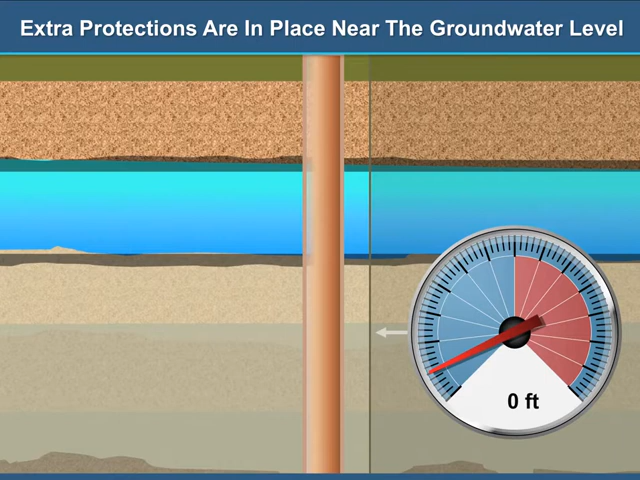 Extra Protections Are In Place Near The Groundwater Level
0 ft